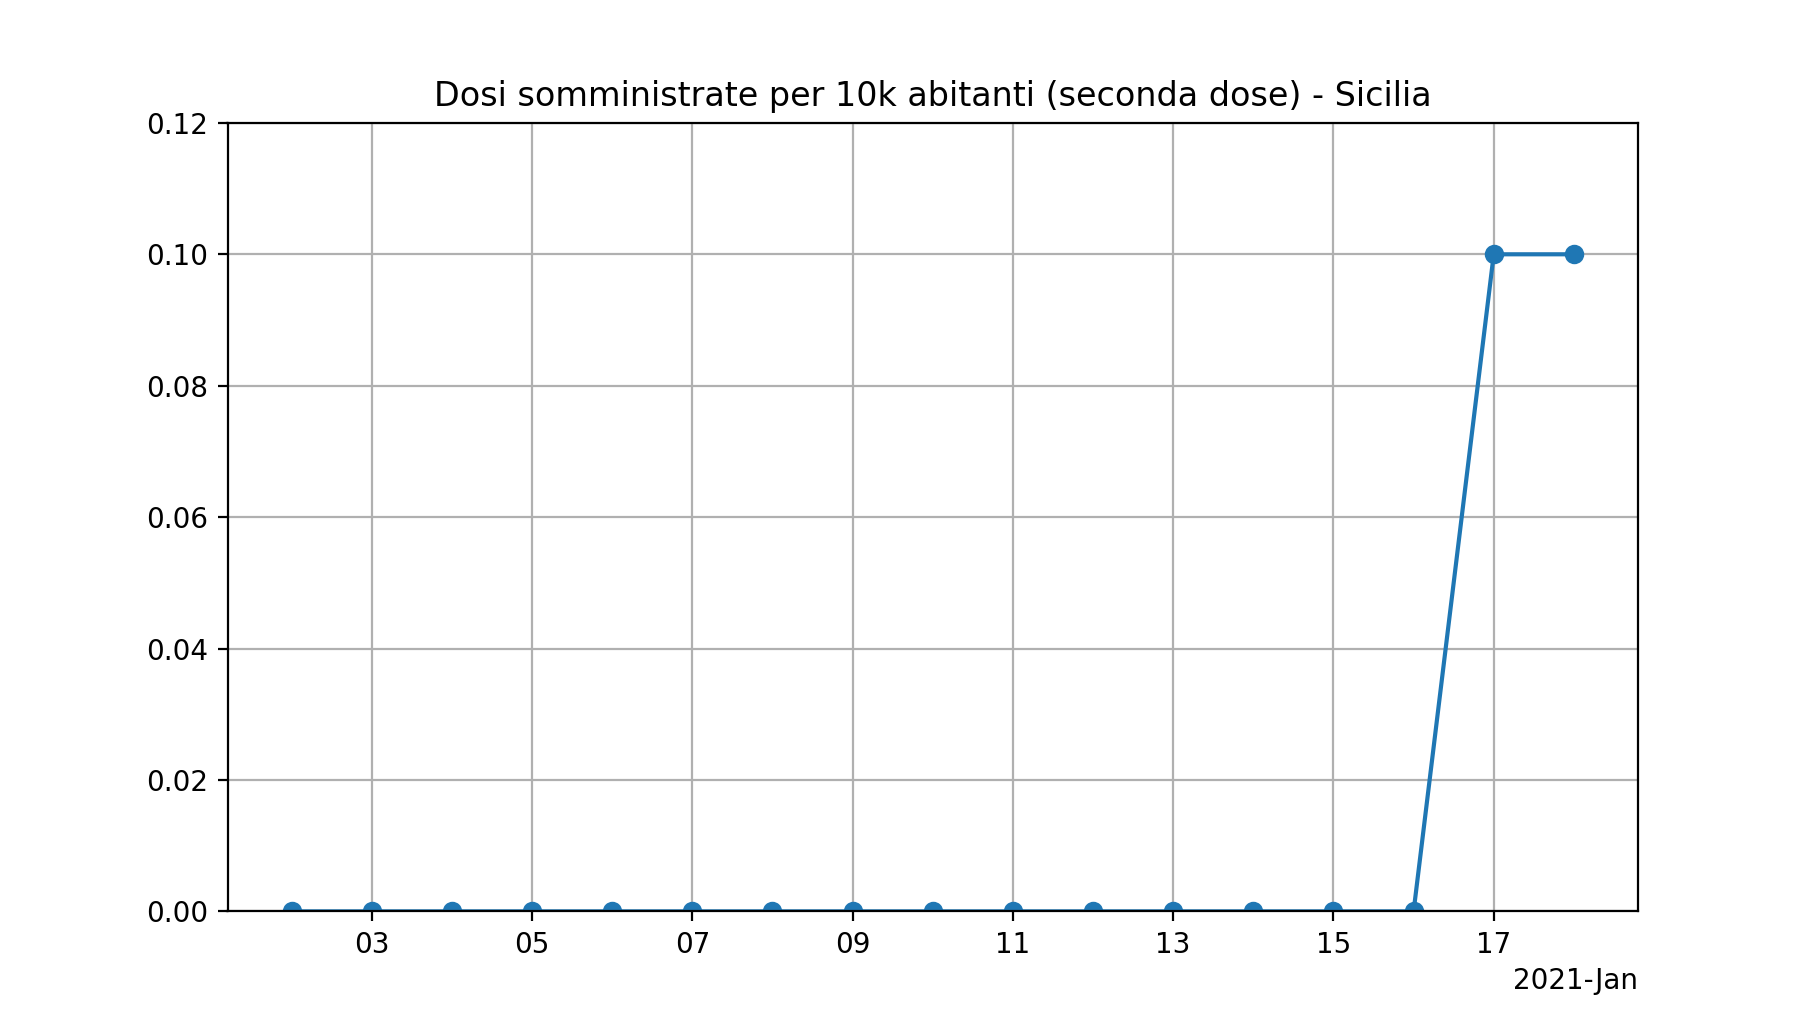 Dosi somministrate per 10k abitanti (seconda dose) - Sicilia
0.12
0.10
0.08
0.06
0.04
0.02
0.00
03 05 07 09 11 13 15 17
2021-Jan